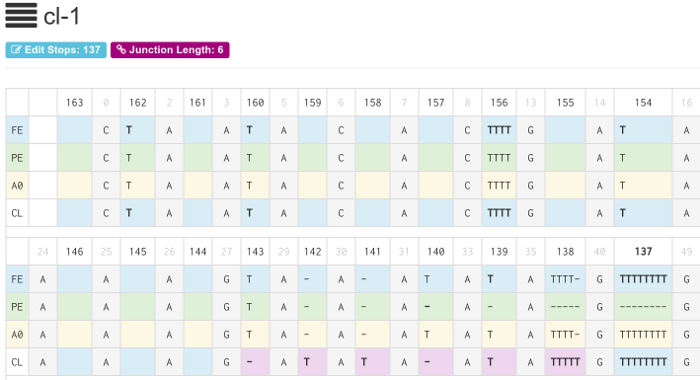 cl-1
Edit Stops: 137 Junction Length: 6
163 0 162 2 161 3 160 5 159 6 158 7 157 8 156 13 155 14 154 16
FE C T A A T A C A C TTTT G A T A
PE C T A A T A C A C TTTT G A T A
A0 C T A A T A C A C TTTT G A T A
CL C T A A T A C A C TTTT G A T A
24 146 25 145 26 144 27 143 29 142 30 141 31 140 33 139 35 138 40 137 49
FE A A A G T A - A - A T A T A TTTT- G TTTTTTTT G
PE A A A G T A - A - A - A - A ----- G -------- G
A0 A A A G T A - A - A T A T A TTTT- G TTTTTTTT G
CL A A A G - A T A T A - A T A TTTTT G TTTTTTTT G